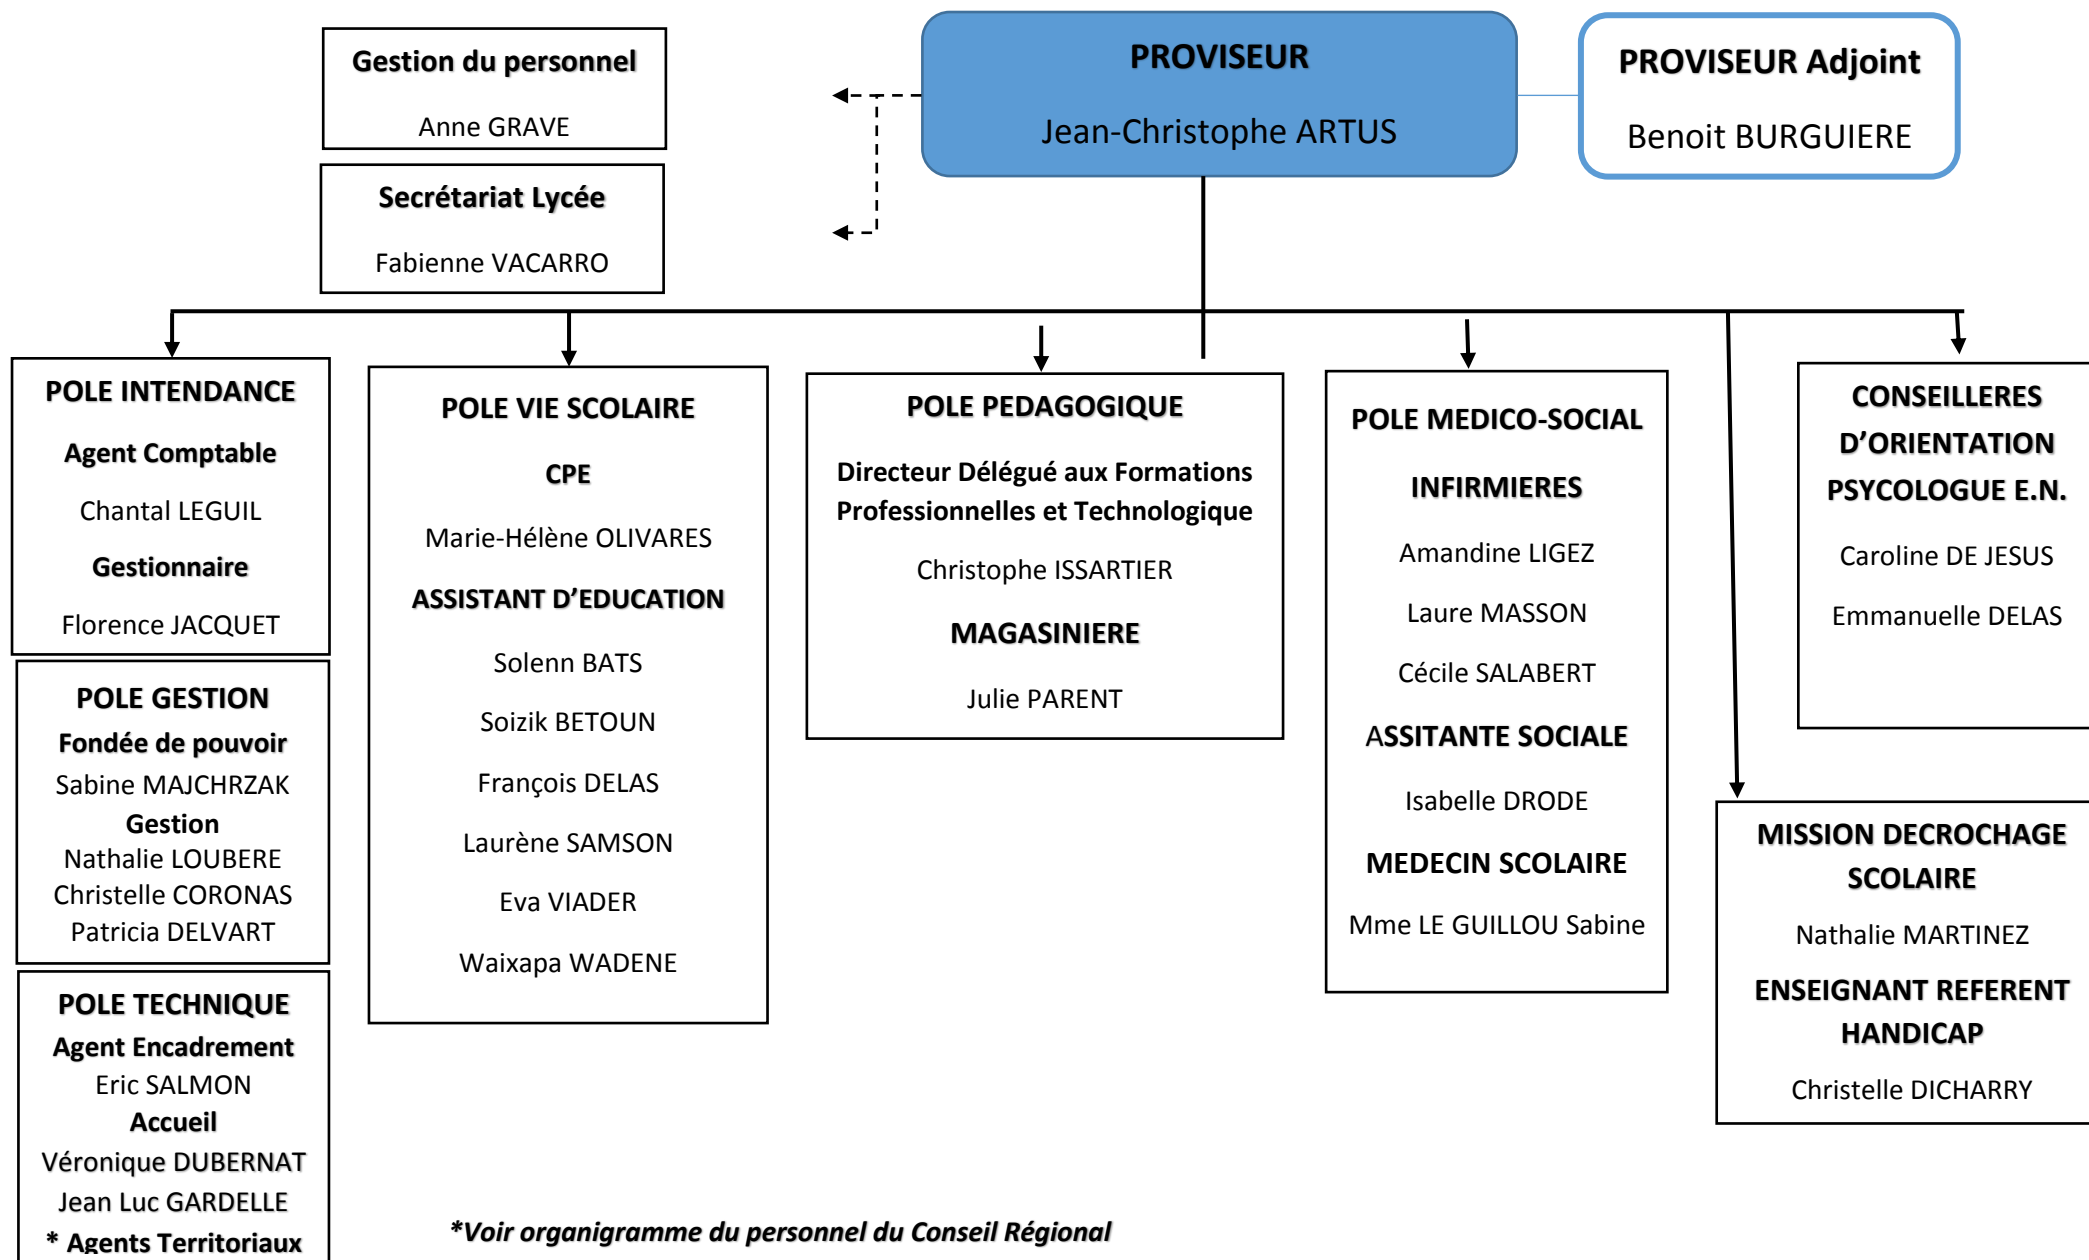 Gestion du personnel
Anne GRAVE
Secrétariat Lycée
Fabienne VACARRO
PROVISEUR
Jean-Christophe ARTUS
PROVISEUR Adjoint
Benoit BURGUIERE
POLE INTENDANCE
Agent Comptable
Chantal LEGUIL
Gestionnaire
Florence JACQUET
POLE GESTION
Fondée de pouvoir
Sabine MAJCHRZAK
Gestion
Nathalie LOUBERE
Christelle CORONAS
Patricia DELVART
POLE TECHNIQUE
Agent Encadrement
Eric SALMON
Accueil
Véronique DUBERNAT
Jean Luc GARDELLE
* Agents Territoriaux
POLE VIE SCOLAIRE
CPE
Marie-Hélène OLIVARES
ASSISTANT D’EDUCATION
Solenn BATS
Soizik BETOUN
François DELAS
Laurène SAMSON
Eva VIADER
Waixapa WADENE
POLE PEDAGOGIQUE
Directeur Délégué aux Formations
Professionnelles et Technologique
Christophe ISSARTIER
MAGASINIERE
Julie PARENT
POLE MEDICO-SOCIAL
INFIRMIERES
Amandine LIGEZ
Laure MASSON
Cécile SALABERT
ASSITANTE SOCIALE
Isabelle DRODE
MEDECIN SCOLAIRE
Mme LE GUILLOU Sabine
CONSEILLERES
D’ORIENTATION
PSYCOLOGUE E.N.
Caroline DE JESUS
Emmanuelle DELAS
MISSION DECROCHAGE
SCOLAIRE
Nathalie MARTINEZ
ENSEIGNANT REFERENT
HANDICAP
Christelle DICHARRY
*Voir organigramme du personnel du Conseil Régional